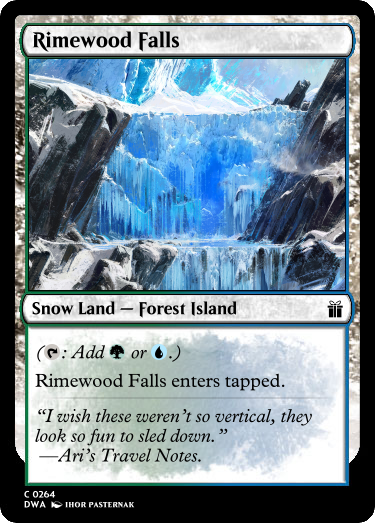 Rimewood Falls
Snow Land — Forest Island
(: Add or .)
Rimewood Falls enters tapped.
“I wish these weren’t so vertical, they
look so fun to sled down.”
—Ari’s Travel Notes.
C 0264
DWA IHOR PASTERNAK